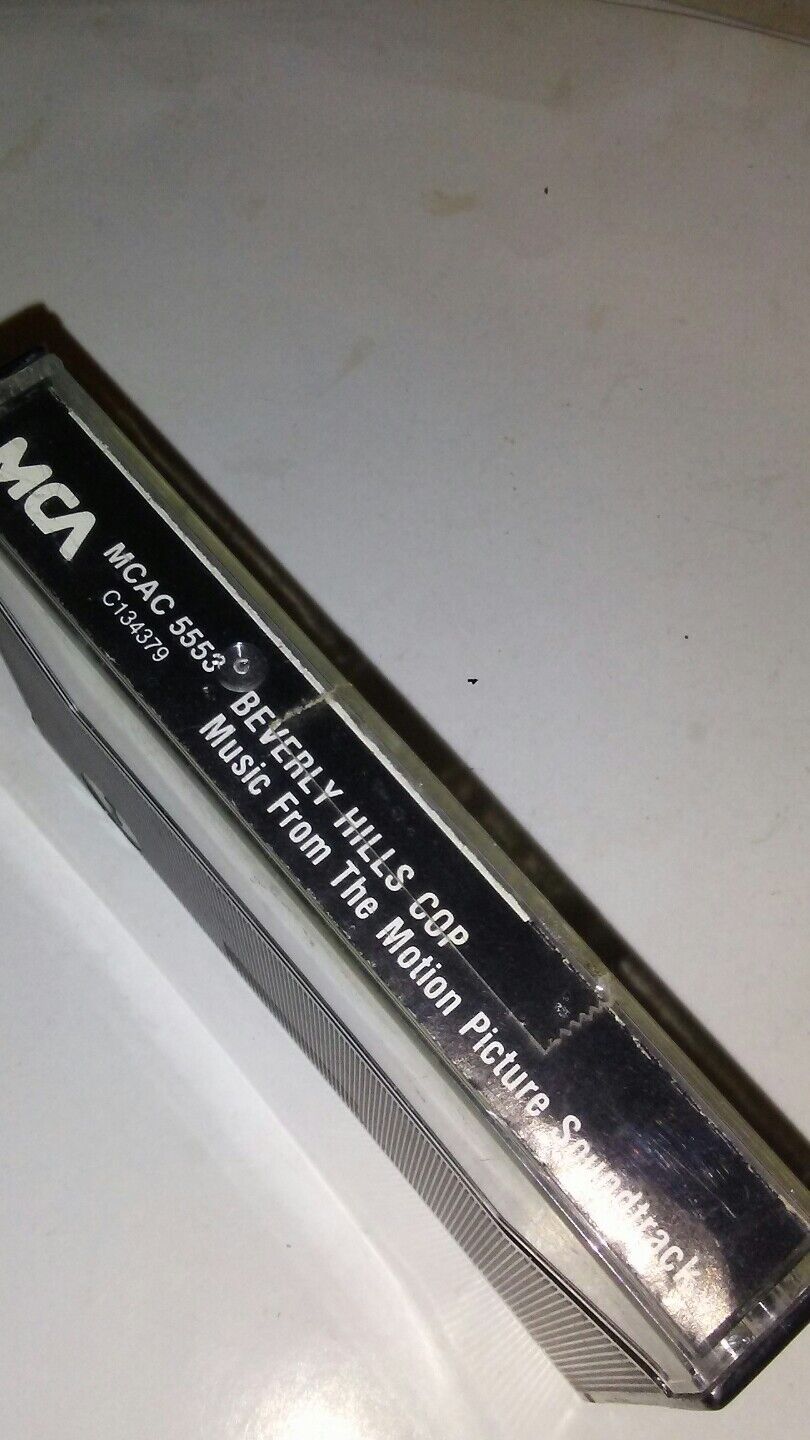 MCA
MCAC 5553
C134379
BEVERLY HILLS COP
Music From The Motion Picture Soundtrack